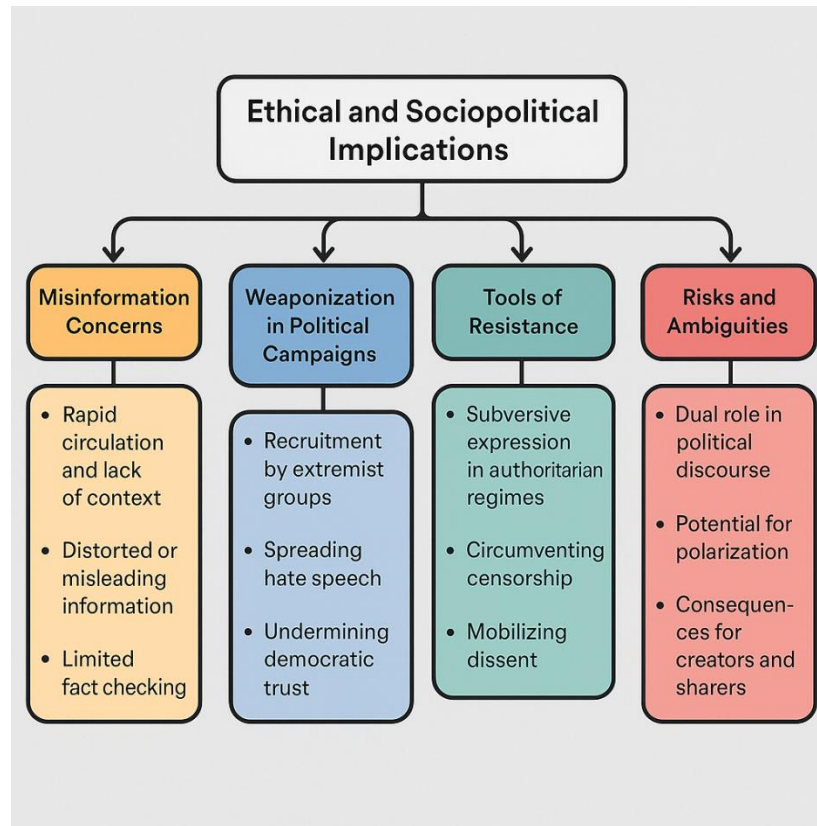 Ethical and Sociopolitical
Implications
Misinformation
Concerns
• Rapid
circulation
and lack
of context
• Distorted or
misleading
information
• Limited
fact checking
Weaponization
in Political
Campaigns
• Recruitment
by extremist
groups
• Spreading
hate speech
• Undermining
democratic
trust
Tools of
Resistance
• Subversive
expression
in authoritarian
regimes
• Circumventing
censorship
• Mobilizing
dissent
Risks and
Ambiguities
• Dual role in
political
discourse
• Potential for
polarization
• Consequen-
ces for
creators and
sharers